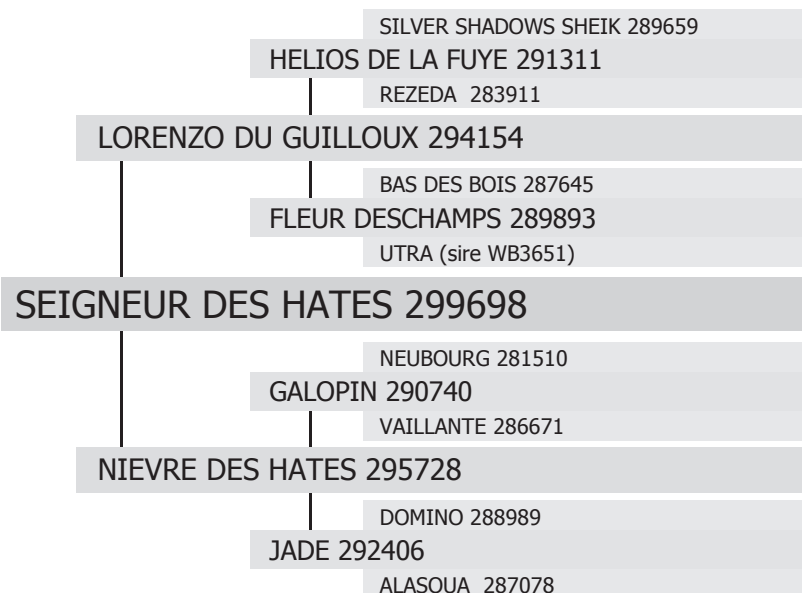 SILVER SHADOWS SHEIK 289659
HELIOS DE LA FUYE 291311
REZEDA 283911
LORENZO DU GUILLOUX 294154
BAS DES BOIS 287645
FLEUR DESCHAMPS 289893
UTRA (sire WB3651)
SEIGNEUR DES HATES 299698
NEUBOURG 281510
GALOPIN 290740
VAILLANTE 286671
NIEVRE DES HATES 295728
DOMINO 288989
JADE 292406
ALASQUA 287078